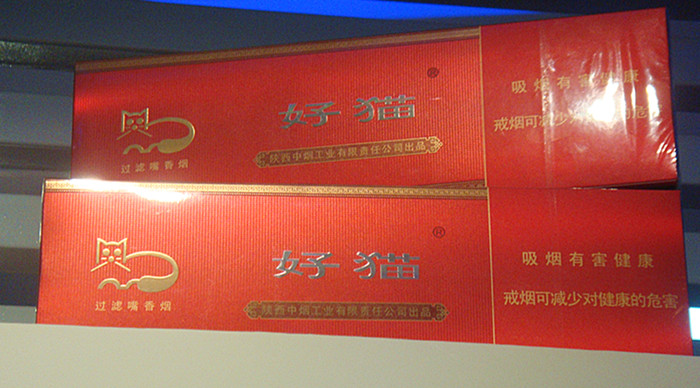 好猫®
过滤嘴香烟
陕西中烟工业有限责任公司出品
吸烟有害健康
戒烟可减少对健康的危害
好猫®
过滤嘴香烟
陕西中烟工业有限责任公司出品
吸烟有害健康
戒烟可减少对健康的危害